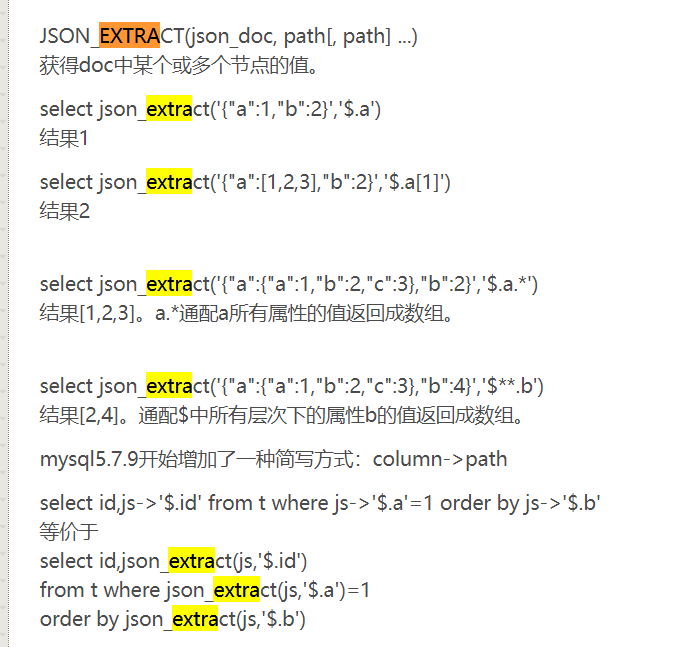 JSON_EXTRACT(json_doc, path[, path] ...)
获得doc中某个或多个节点的值。
select json_extract('{"a":1,"b":2}','$.a')
结果1
select json_extract('{"a":[1,2,3],"b":2}','$.a[1]')
结果2
select json_extract('{"a":{"a":1,"b":2,"c":3},"b":2}','$.a.*')
结果[1,2,3]。a.*通配a所有属性的值返回成数组。
select json_extract('{"a":{"a":1,"b":2,"c":3},"b":4}','$**.b')
结果[2,4]。通配$中所有层次下的属性b的值返回成数组。
mysql5.7.9开始增加了一种简写方式：column->path
select id,js->'$.id' from t where js->'$.a'=1 order by js->'$.b'
等价于
select id,json_extract(js,'$.id')
from t where json_extract(js,'$.a')=1
order by json_extract(js,'$.b')